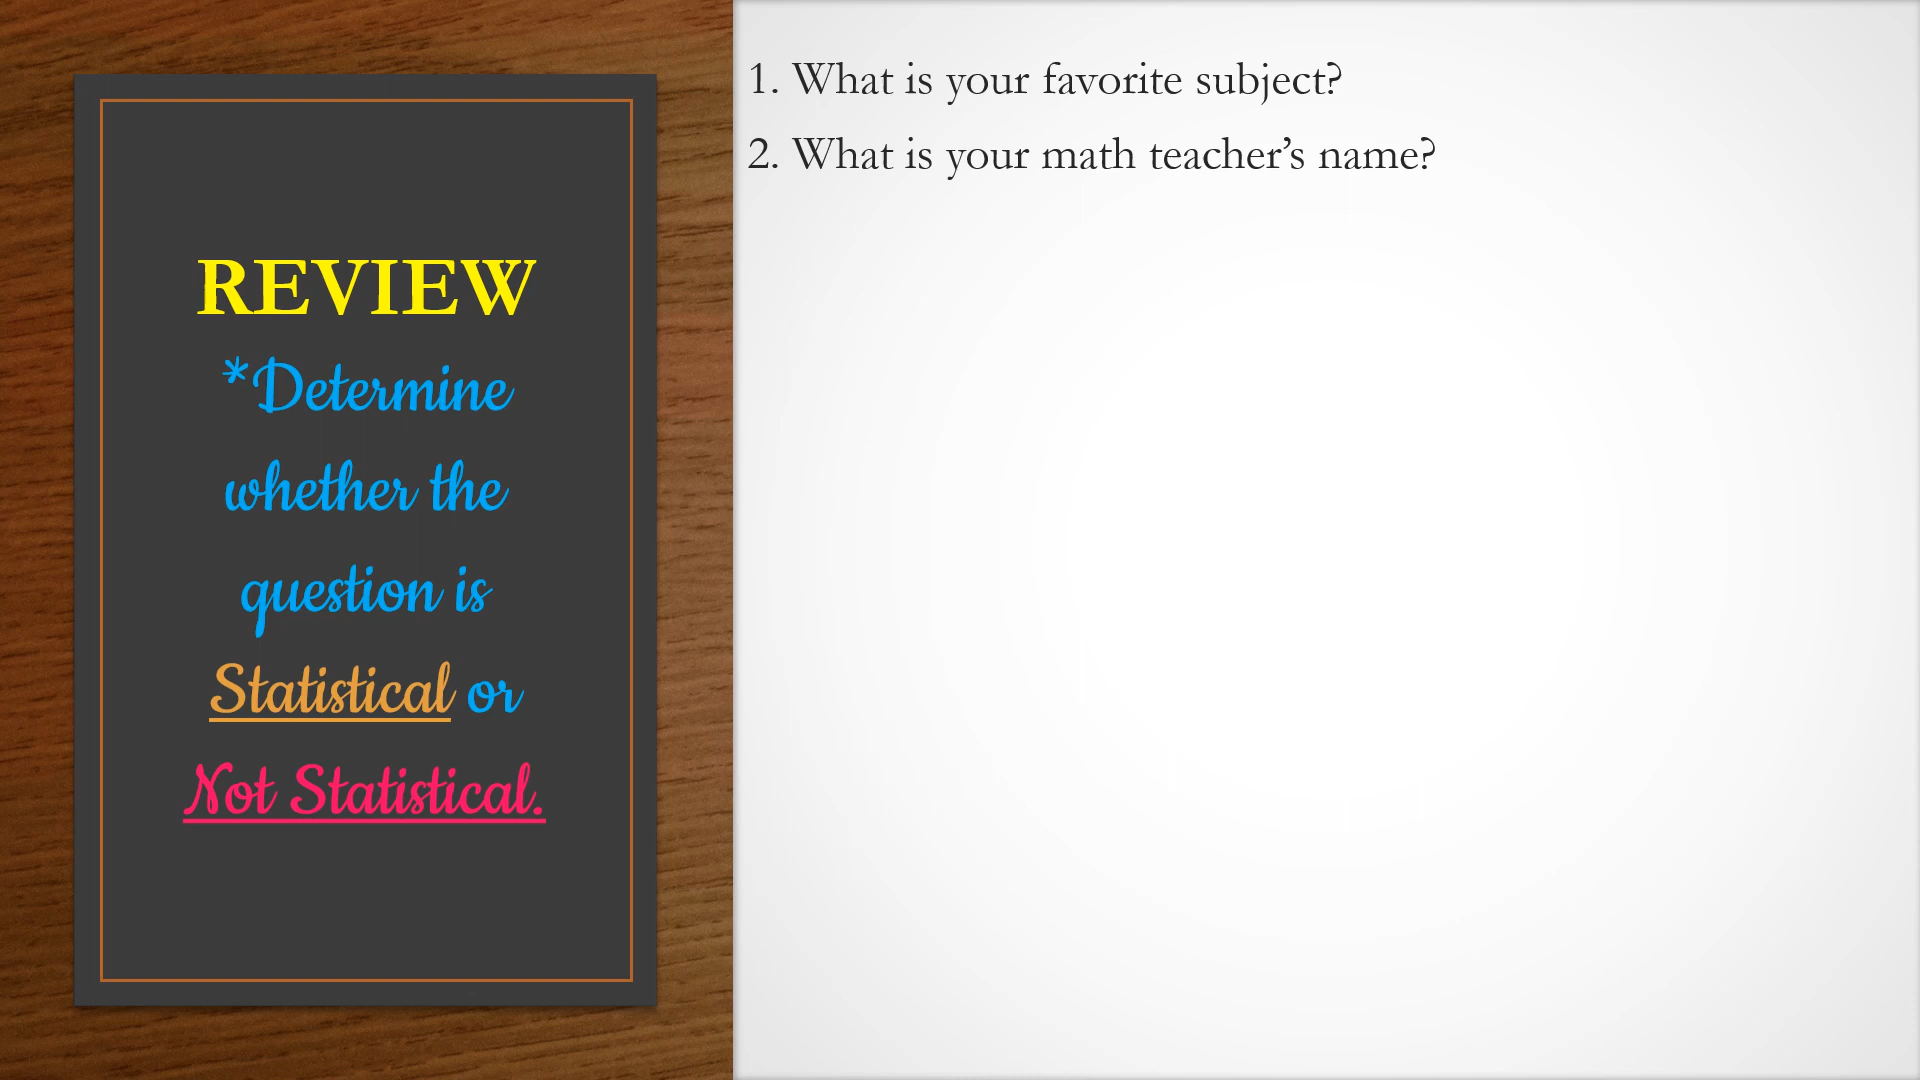 REVIEW
*Determine
whether the
question is
Statistical or
Not Statistical.
1. What is your favorite subject?
2. What is your math teacher’s name?